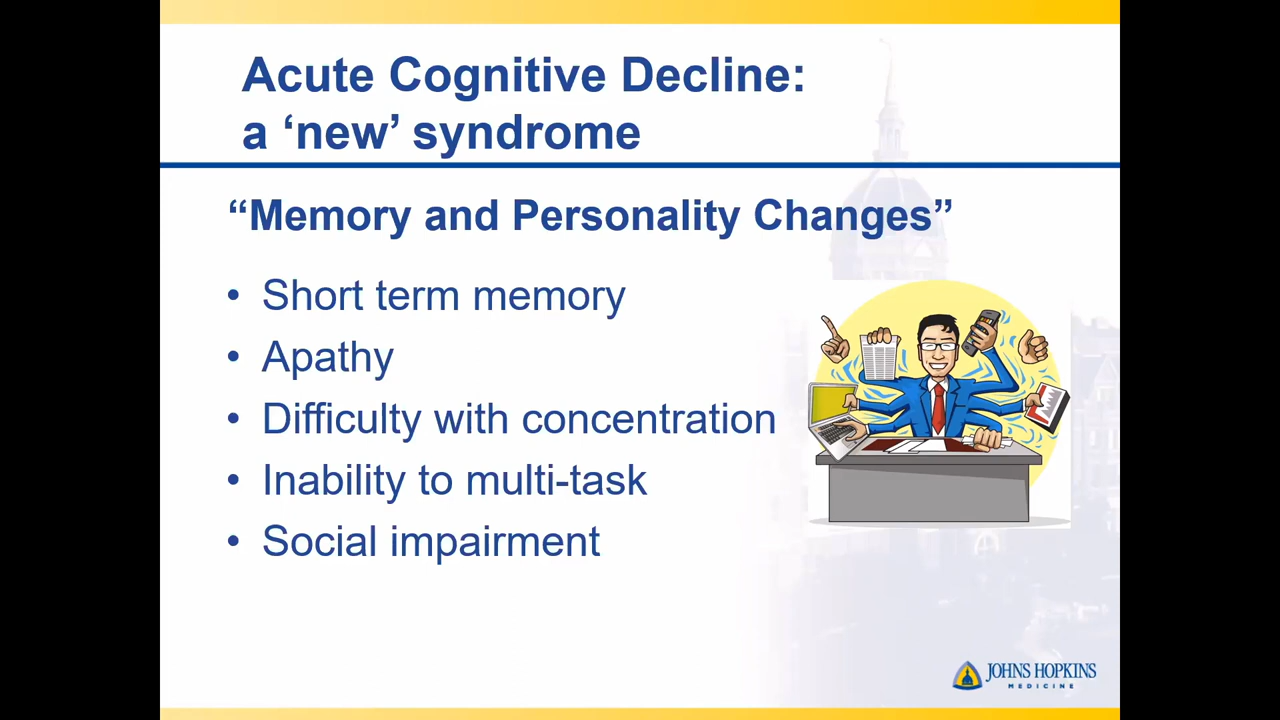 Acute Cognitive Decline:
a ‘new’ syndrome
“Memory and Personality Changes”
• Short term memory
• Apathy
• Difficulty with concentration
• Inability to multi-task
• Social impairment
JOHNS HOPKINS
MEDICINE